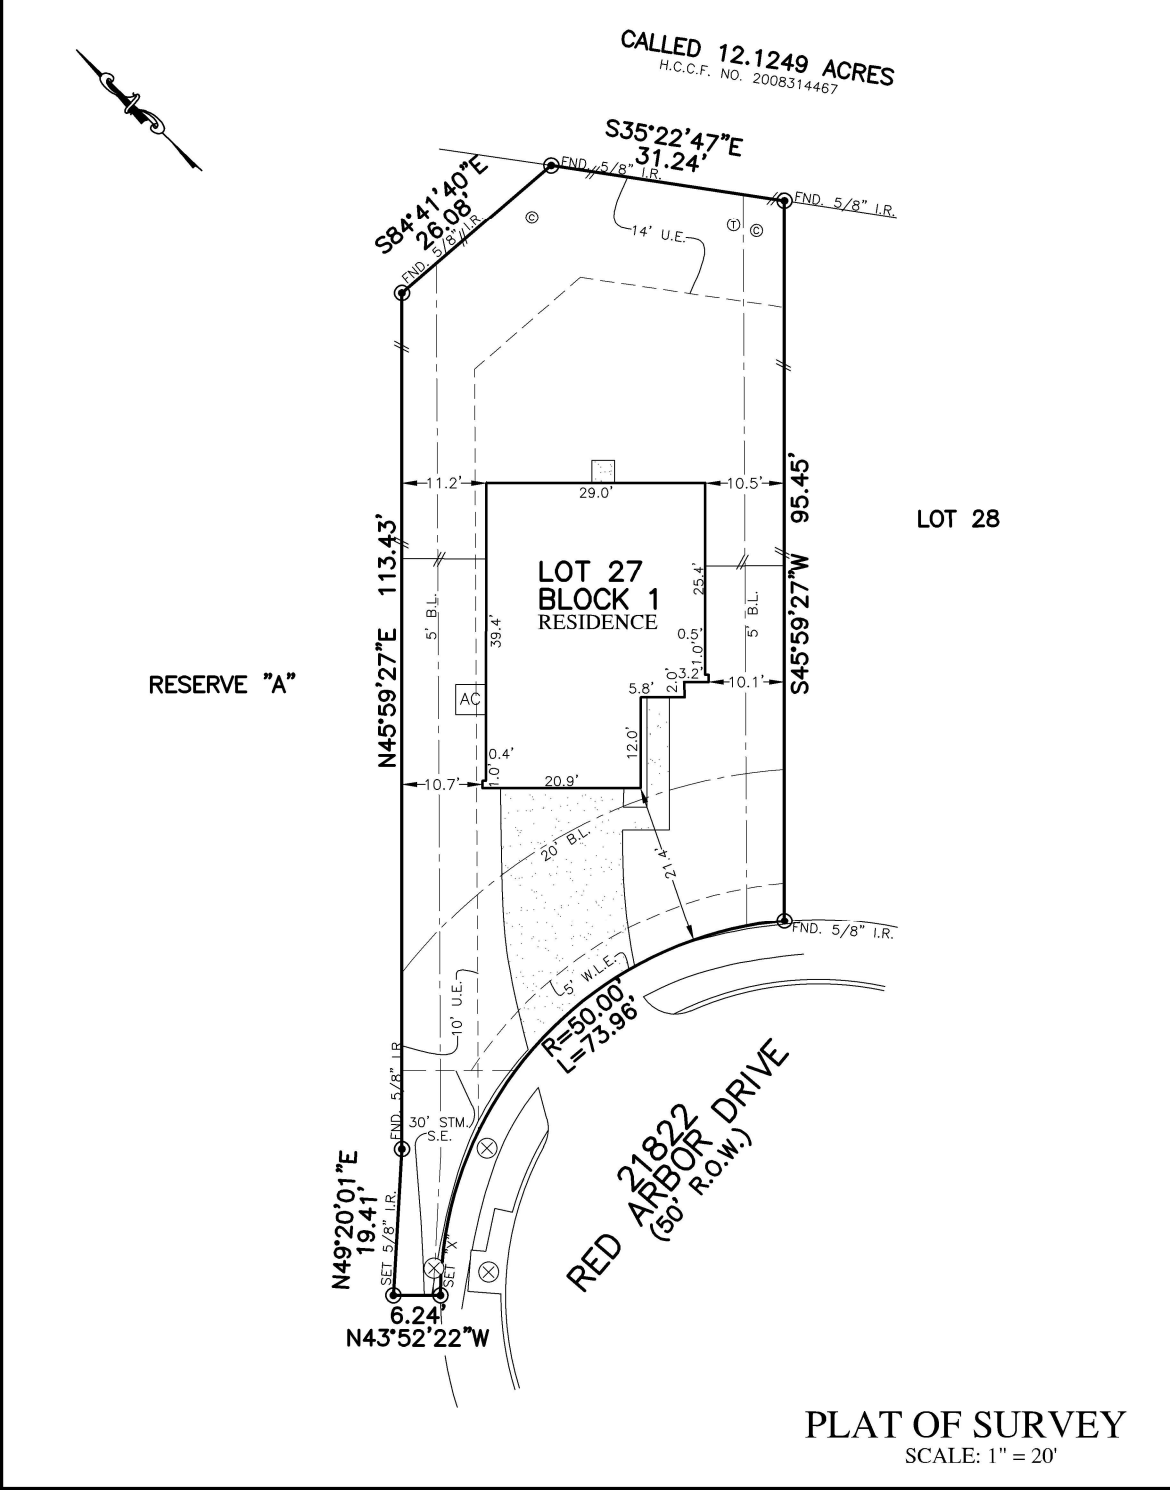 CALLED 12.1249 ACRES
H.C.C.F. NO. 2008314467
S35°22'47"E
31.24'
S84°41'40"E
26.08'
FND. 5/8" I.R.
FND. 5/8" I.R.
FND. 5/8" I.R.
C
T
C
14' U.E.
11.2'
29.0'
10.5'
N45°59'27"E 113.43'
S45°59'27"W 95.45'
LOT 28
LOT 27
BLOCK 1
RESIDENCE
25.4'
5' B.L.
39.4'
0.5'
1.0'
5' B.L.
RESERVE "A"
AC
5.8'
2.0'
3.2'
10.1'
12.0'
0.4'
1.0'
10.7'
20.9'
20' B.L.
21.4'
FND. 5/8" I.R.
5' W.L.E.
10' U.E.
R=50.00'
L=73.96'
FND. 5/8" I.R.
30' STM.
S.E.
21822
RED ARBOR DRIVE
(50' R.O.W.)
N49°20'01"E
19.41'
SET 5/8" I.R.
SET "X"
6.24'
N43°52'22"W
PLAT OF SURVEY
SCALE: 1" = 20'